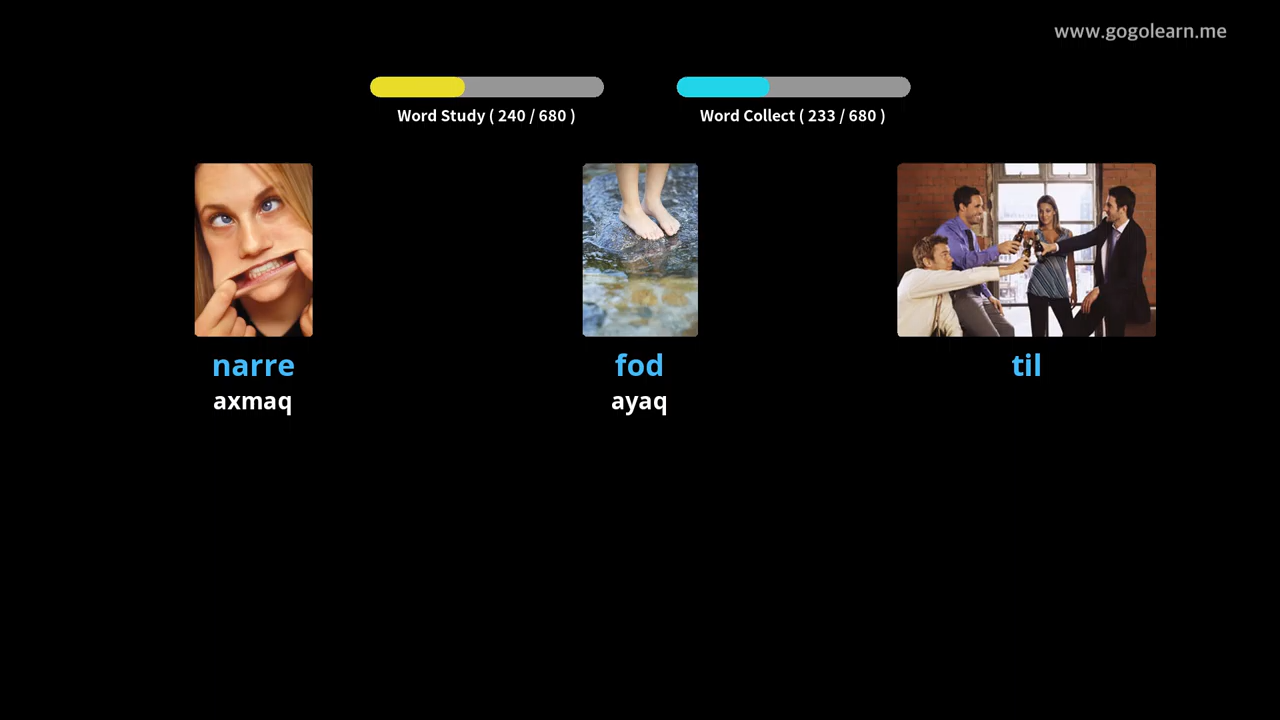 www.gogolearn.me
Word Study ( 240 / 680 )
Word Collect ( 233 / 680 )
narre
fod
til
axmaq
ayaq